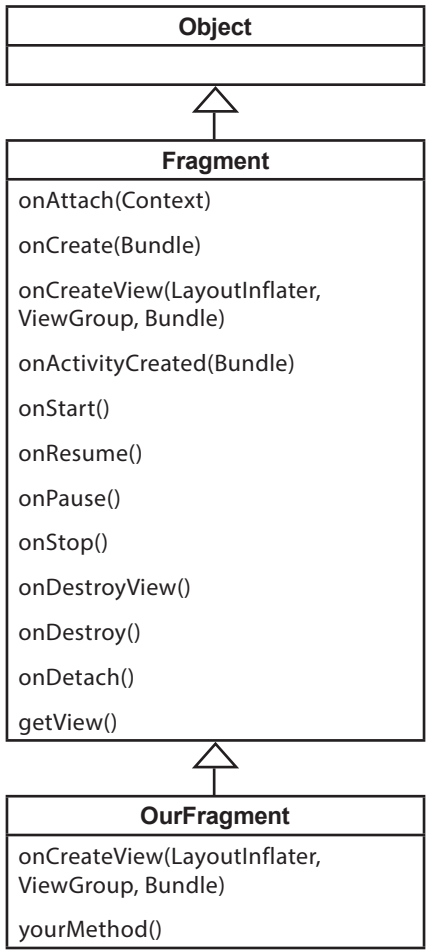 Object
Fragment
onAttach(Context)
onCreate(Bundle)
onCreateView(LayoutInflater,
ViewGroup, Bundle)
onActivityCreated(Bundle)
onStart()
onResume()
onPause()
onStop()
onDestroyView()
onDestroy()
onDetach()
getView()
OurFragment
onCreateView(LayoutInflater,
ViewGroup, Bundle)
yourMethod()